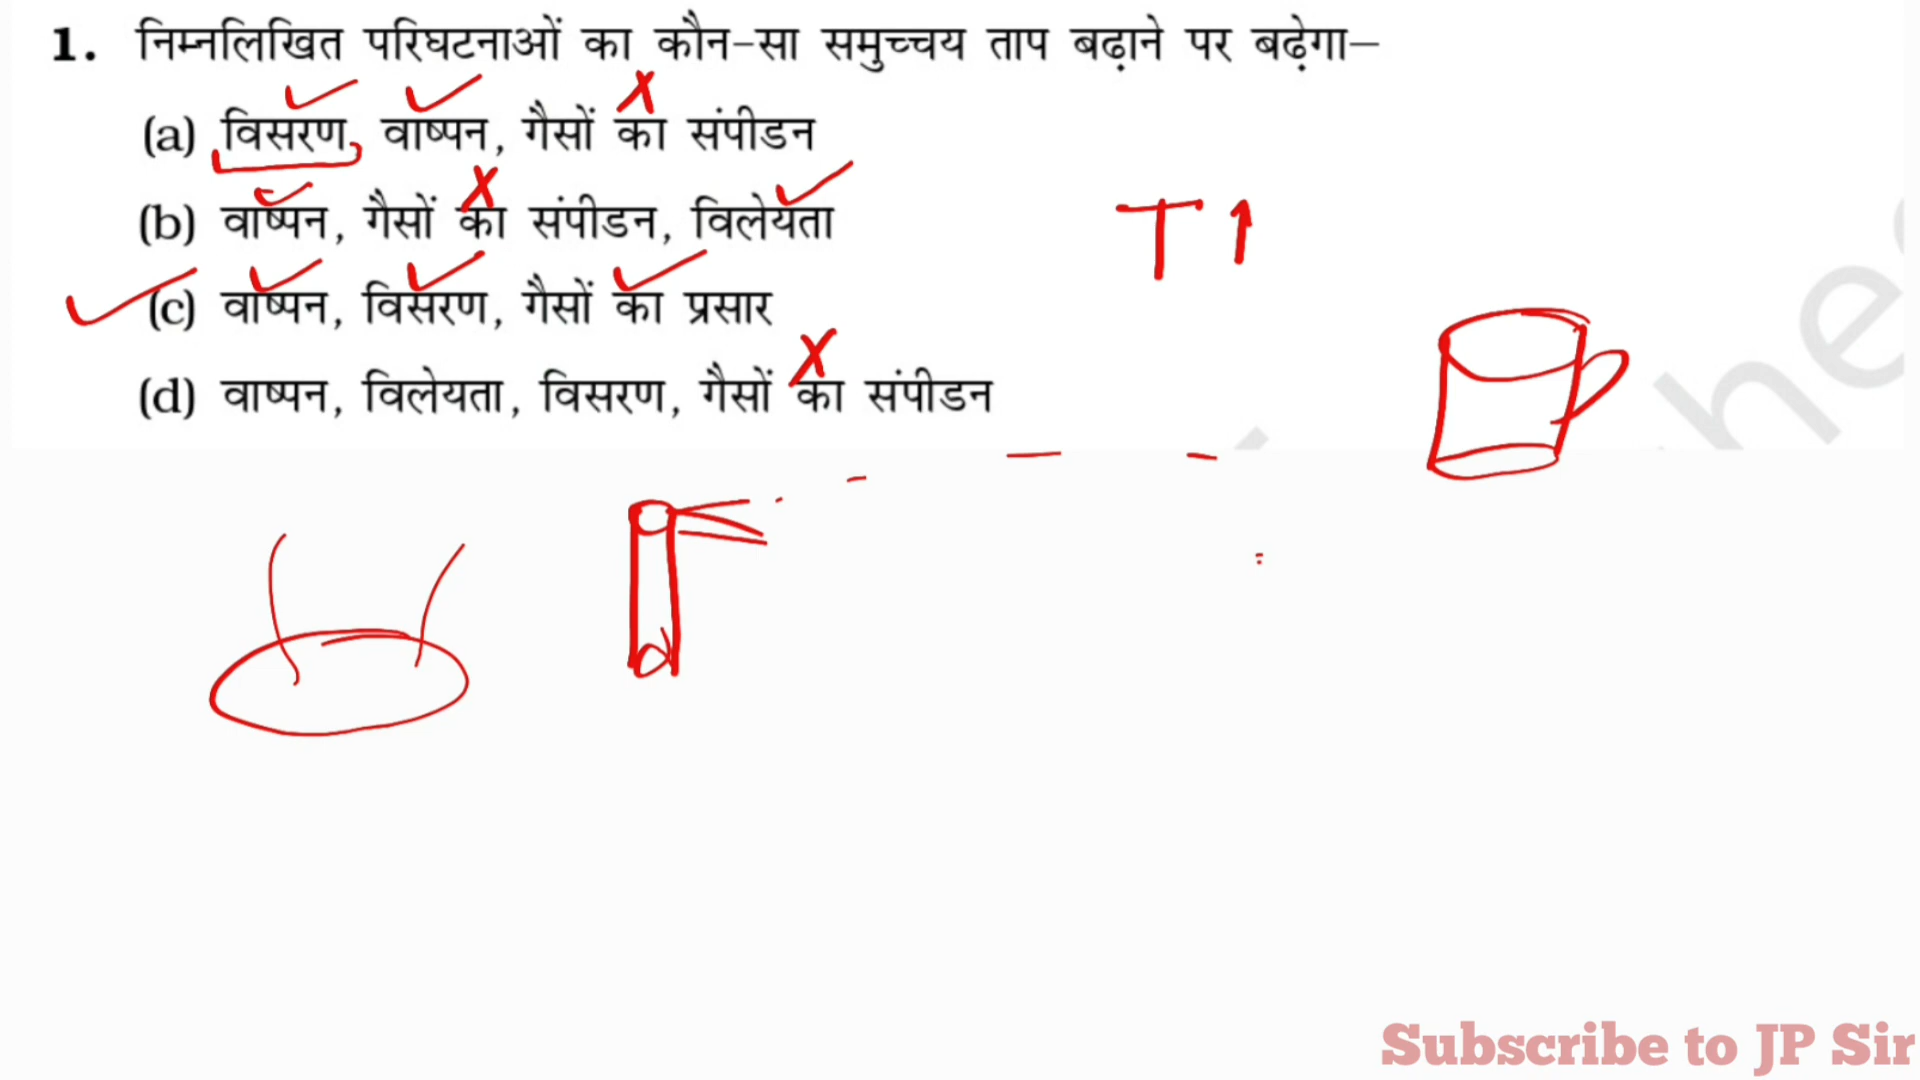 1. निम्नलिखित परिघटनाओं का कौन-सा समुच्चय ताप बढ़ाने पर बढ़ेगा—
(a) विसरण, वाष्पन, गैसों का संपीडन
(b) वाष्पन, गैसों का संपीडन, विलेयता
T↑
(c) वाष्पन, विसरण, गैसों का प्रसार
(d) वाष्पन, विलेयता, विसरण, गैसों का संपीडन
Subscribe to JP Sir